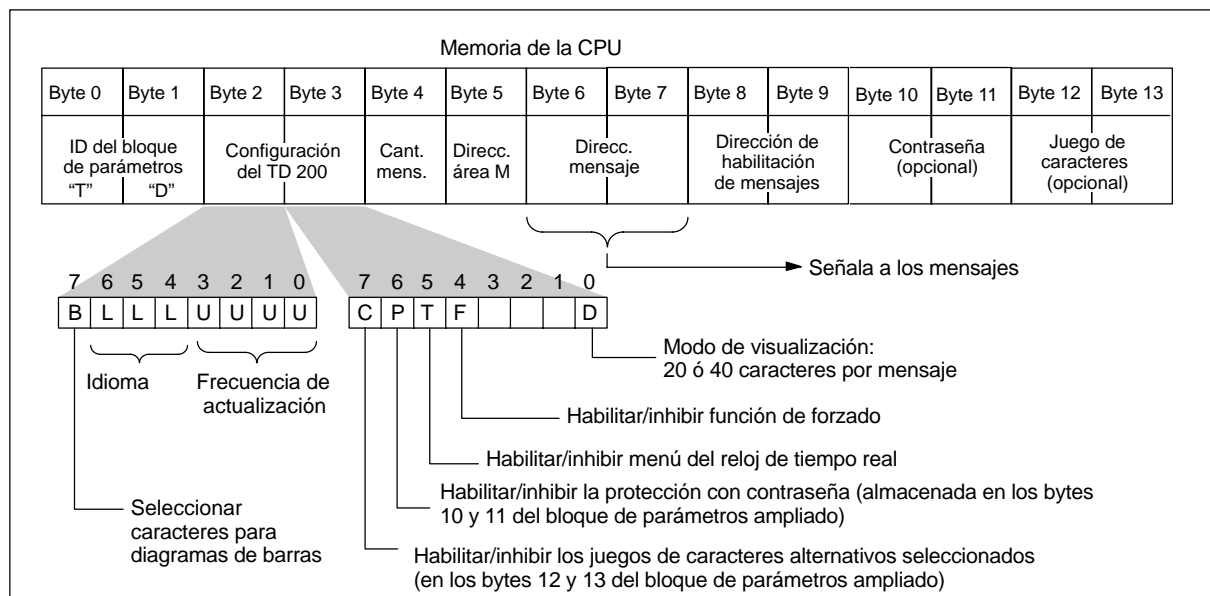 Memoria de la CPU
Byte 0 Byte 1 Byte 2 Byte 3 Byte 4 Byte 5 Byte 6 Byte 7 Byte 8 Byte 9 Byte 10 Byte 11 Byte 12 Byte 13
ID del bloque
de parámetros
“T” “D”
Configuración
del TD 200
Cant.
mens.
Direcc.
área M
Direcc.
mensaje
Dirección de
habilitación
de mensajes
Contraseña
(opcional)
Juego de
caracteres
(opcional)
Señala a los mensajes
7 6 5 4 3 2 1 0
B L L L U U U U
7 6 5 4 3 2 1 0
C P T F D
Idioma
Frecuencia de
actualización
Modo de visualización:
20 ó 40 caracteres por mensaje
Habilitar/inhibir función de forzado
Habilitar/inhibir menú del reloj de tiempo real
Habilitar/inhibir la protección con contraseña (almacenada en los bytes
10 y 11 del bloque de parámetros ampliado)
Seleccionar
caracteres para
diagramas de barras
Habilitar/inhibir los juegos de caracteres alternativos seleccionados
(en los bytes 12 y 13 del bloque de parámetros ampliado)